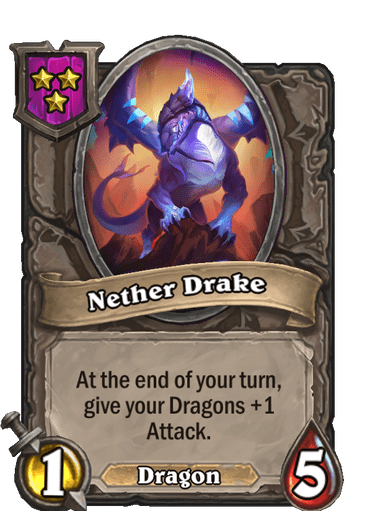 Nether Drake
At the end of your turn,
give your Dragons +1
Attack.
1
Dragon
5